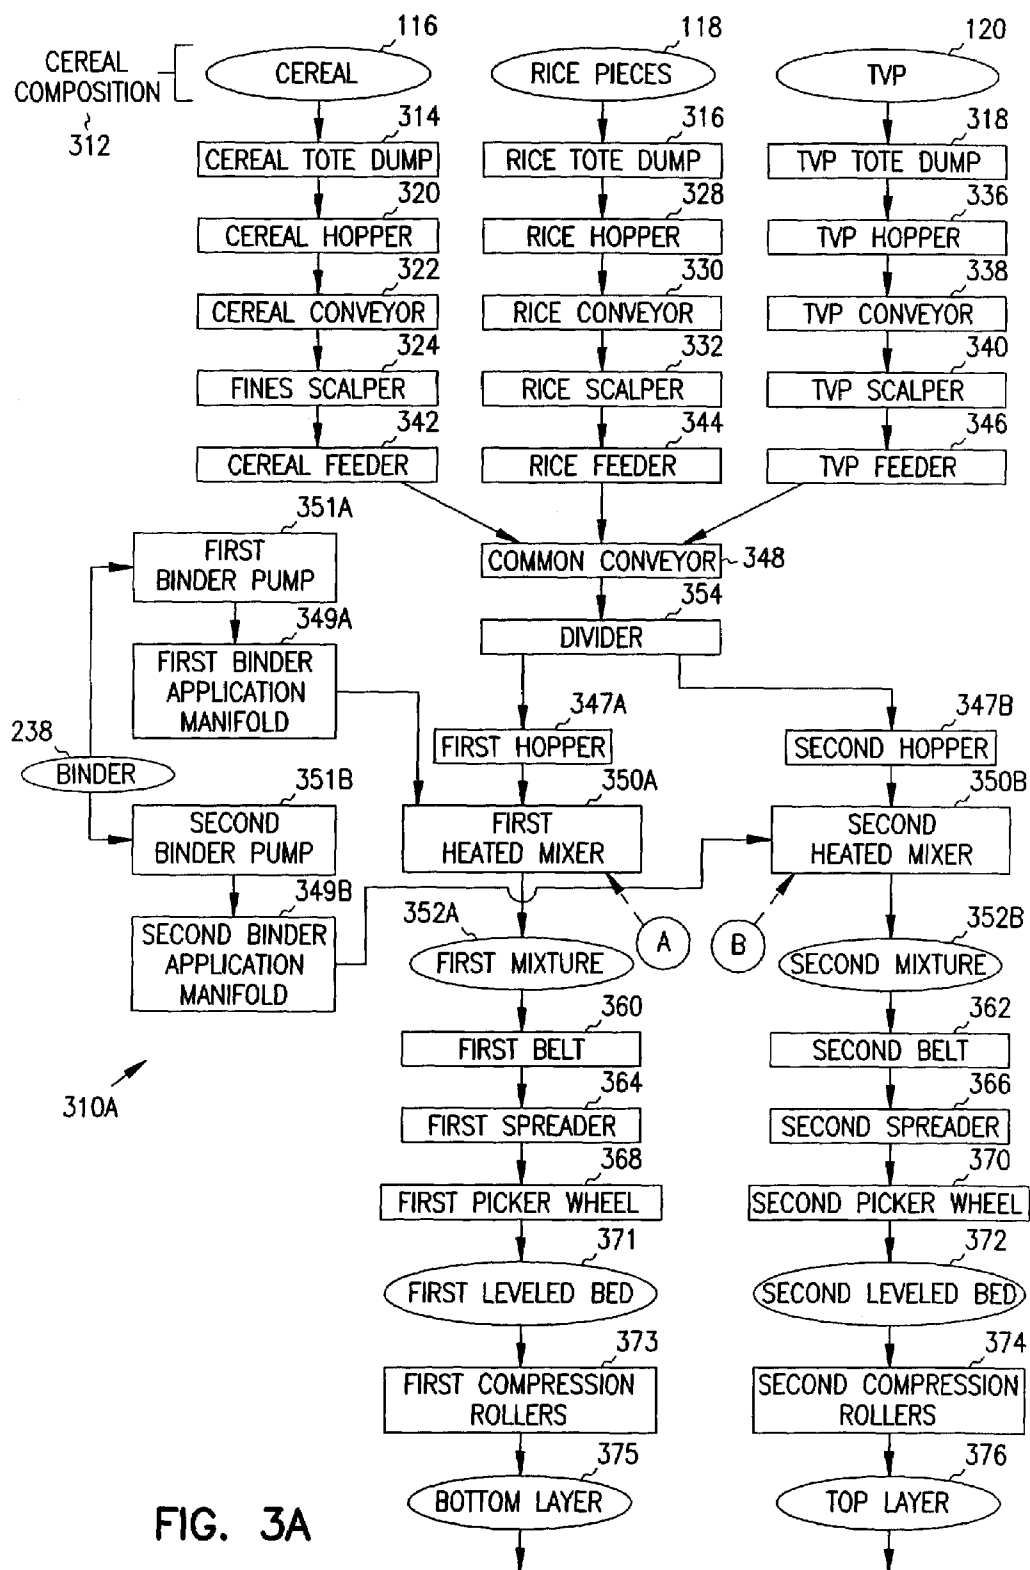 116
118
120
CEREAL
COMPOSITION
312
CEREAL
RICE PIECES
TVP
314
316
318
CEREAL TOTE DUMP
RICE TOTE DUMP
TVP TOTE DUMP
320
328
336
CEREAL HOPPER
RICE HOPPER
TVP HOPPER
322
330
338
CEREAL CONVEYOR
RICE CONVEYOR
TVP CONVEYOR
324
332
340
FINES SCALPER
RICE SCALPER
TVP SCALPER
342
344
346
CEREAL FEEDER
RICE FEEDER
TVP FEEDER
351A
FIRST
BINDER PUMP
COMMON CONVEYOR
348
354
DIVIDER
349A
FIRST BINDER
APPLICATION
MANIFOLD
347A
347B
FIRST HOPPER
SECOND HOPPER
238
BINDER
351B
SECOND
BINDER PUMP
350A
FIRST
HEATED MIXER
350B
SECOND
HEATED MIXER
349B
SECOND BINDER
APPLICATION
MANIFOLD
A
B
352A
FIRST MIXTURE
352B
SECOND MIXTURE
360
362
FIRST BELT
SECOND BELT
310A
364
366
FIRST SPREADER
SECOND SPREADER
368
370
FIRST PICKER WHEEL
SECOND PICKER WHEEL
371
372
FIRST LEVELED BED
SECOND LEVELED BED
373
374
FIRST COMPRESSION
ROLLERS
SECOND COMPRESSION
ROLLERS
375
376
BOTTOM LAYER
TOP LAYER
FIG. 3A